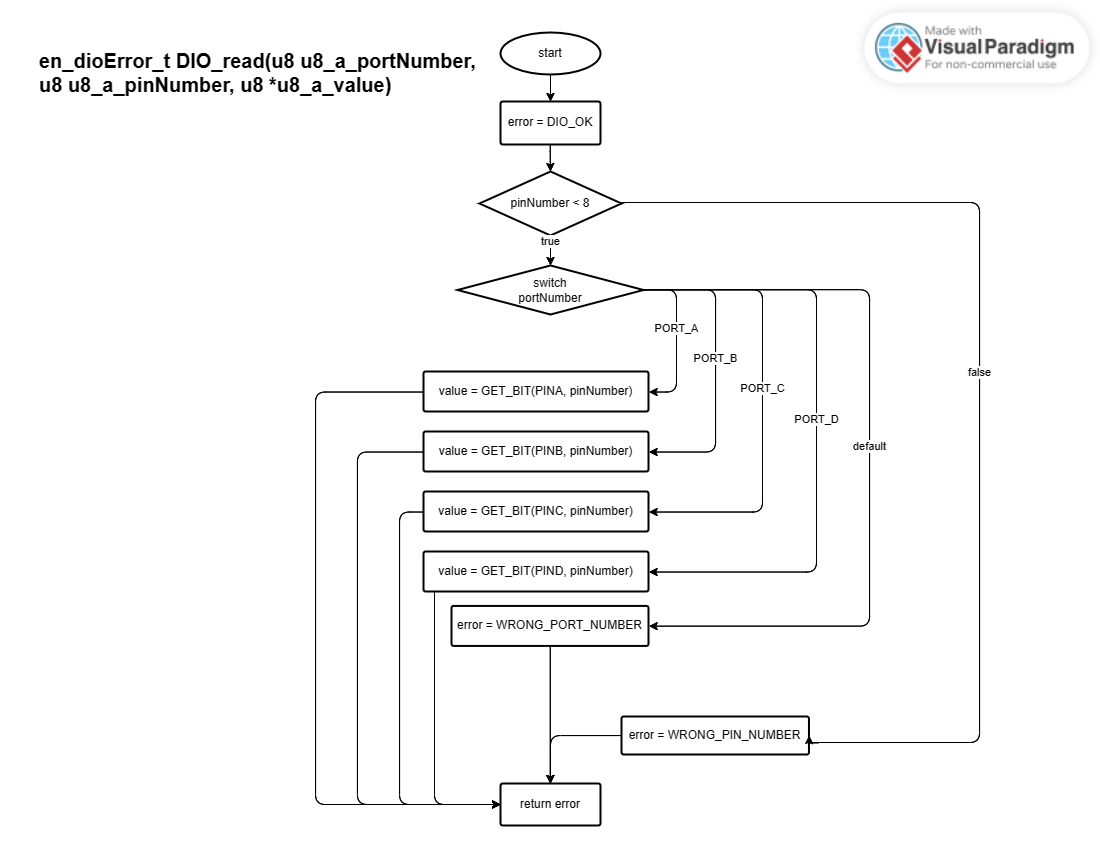 en_dioError_t DIO_read(u8 u8_a_portNumber,
u8 u8_a_pinNumber, u8 *u8_a_value)
Made with
Visual Paradigm
For non-commercial use
start
error = DIO_OK
pinNumber < 8
true
switch
portNumber
PORT_A
PORT_B
false
PORT_C
value = GET_BIT(PINA, pinNumber)
PORT_D
default
value = GET_BIT(PINB, pinNumber)
value = GET_BIT(PINC, pinNumber)
value = GET_BIT(PIND, pinNumber)
error = WRONG_PORT_NUMBER
error = WRONG_PIN_NUMBER
return error